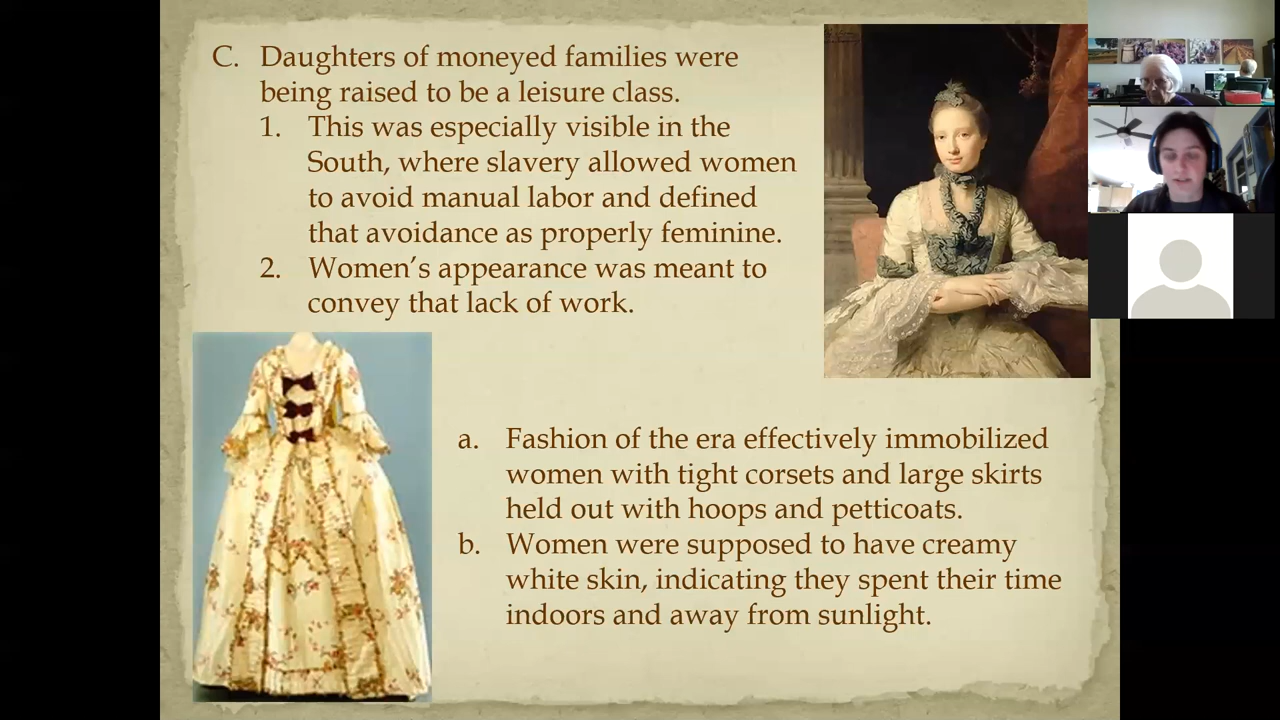 C. Daughters of moneyed families were
being raised to be a leisure class.
1. This was especially visible in the
South, where slavery allowed women
to avoid manual labor and defined
that avoidance as properly feminine.
2. Women’s appearance was meant to
convey that lack of work.
a. Fashion of the era effectively immobilized
women with tight corsets and large skirts
held out with hoops and petticoats.
b. Women were supposed to have creamy
white skin, indicating they spent their time
indoors and away from sunlight.